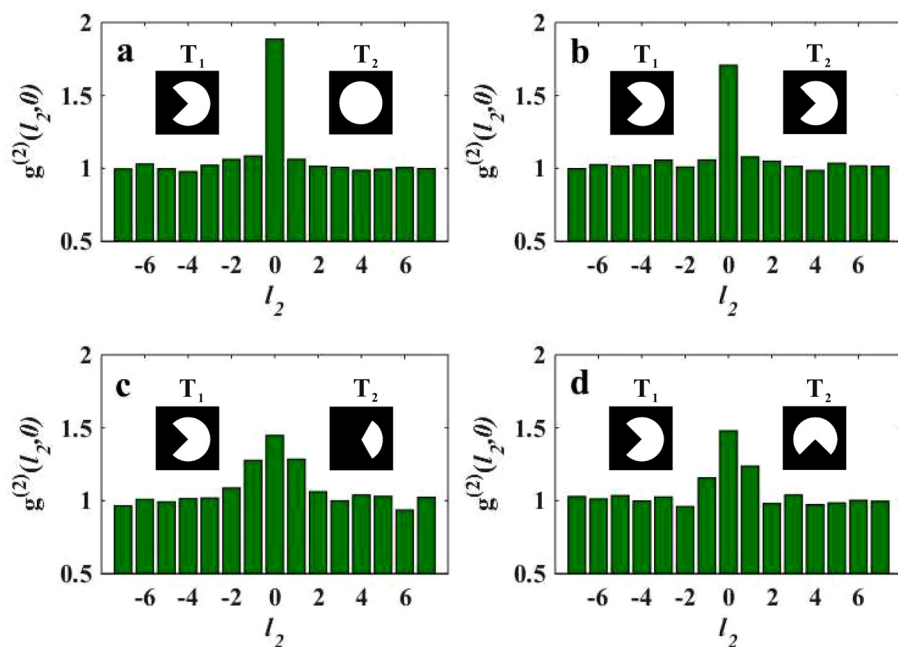 a
T₁ T₂
g⁽²⁾(l₂,0)
2
1.5
1
0.5
-6 -4 -2 0 2 4 6
l₂
b
T₁ T₂
g⁽²⁾(l₂,0)
2
1.5
1
0.5
-6 -4 -2 0 2 4 6
l₂
c
T₁ T₂
g⁽²⁾(l₂,0)
2
1.5
1
0.5
-6 -4 -2 0 2 4 6
l₂
d
T₁ T₂
g⁽²⁾(l₂,0)
2
1.5
1
0.5
-6 -4 -2 0 2 4 6
l₂